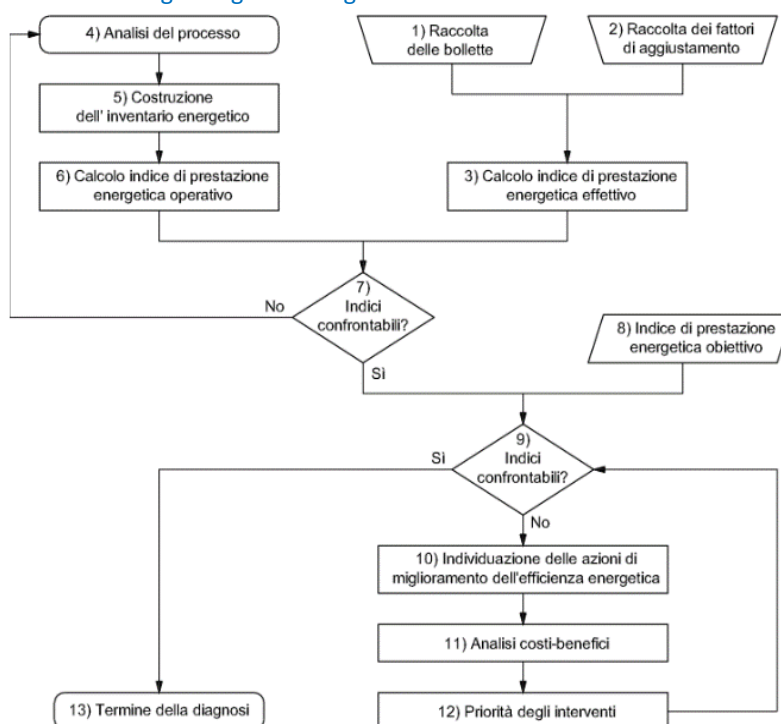 4) Analisi del processo
1) Raccolta
delle bollette
2) Raccolta dei fattori
di aggiustamento
5) Costruzione
dell' inventario energetico
6) Calcolo indice di prestazione
energetica operativo
3) Calcolo indice di prestazione
energetica effettivo
7)
Indici
confrontabili?
No
Sì
8) Indice di prestazione
energetica obiettivo
9)
Indici
confrontabili?
Sì
No
10) Individuazione delle azioni di
miglioramento dell'efficienza energetica
11) Analisi costi-benefici
12) Priorità degli interventi
13) Termine della diagnosi